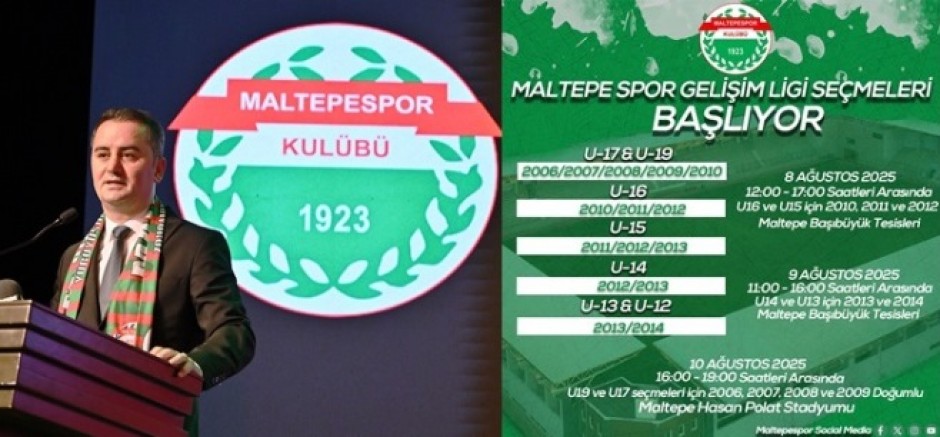 MALTEPESPOR
KULÜBÜ
1923
MALTEPESPOR
KULÜBÜ
1923
MALTEPE SPOR GELİŞİM LİGİ SEÇMELERİ
BAŞLIYOR
U-17 & U-19
2006/2007/2008/2009/2010
U-16
2010/2011/2012
U-15
2011/2012/2013
U-14
2012/2013
U-13 & U-12
2013/2014
8 AĞUSTOS 2025
12:00 - 17:00 Saatleri Arasında
U16 ve U15 için 2010, 2011 ve 2012
Maltepe Başıbüyük Tesisleri
9 AĞUSTOS 2025
11:00 - 16:00 Saatleri Arasında
U14 ve U13 için 2013 ve 2014
Maltepe Başıbüyük Tesisleri
10 AĞUSTOS 2025
16:00 - 19:00 Saatleri Arasında
U19 ve U17 seçmeleri için 2006, 2007, 2008 ve 2009 Doğumlu
Maltepe Hasan Polat Stadyumu
Maltepespor Social Media